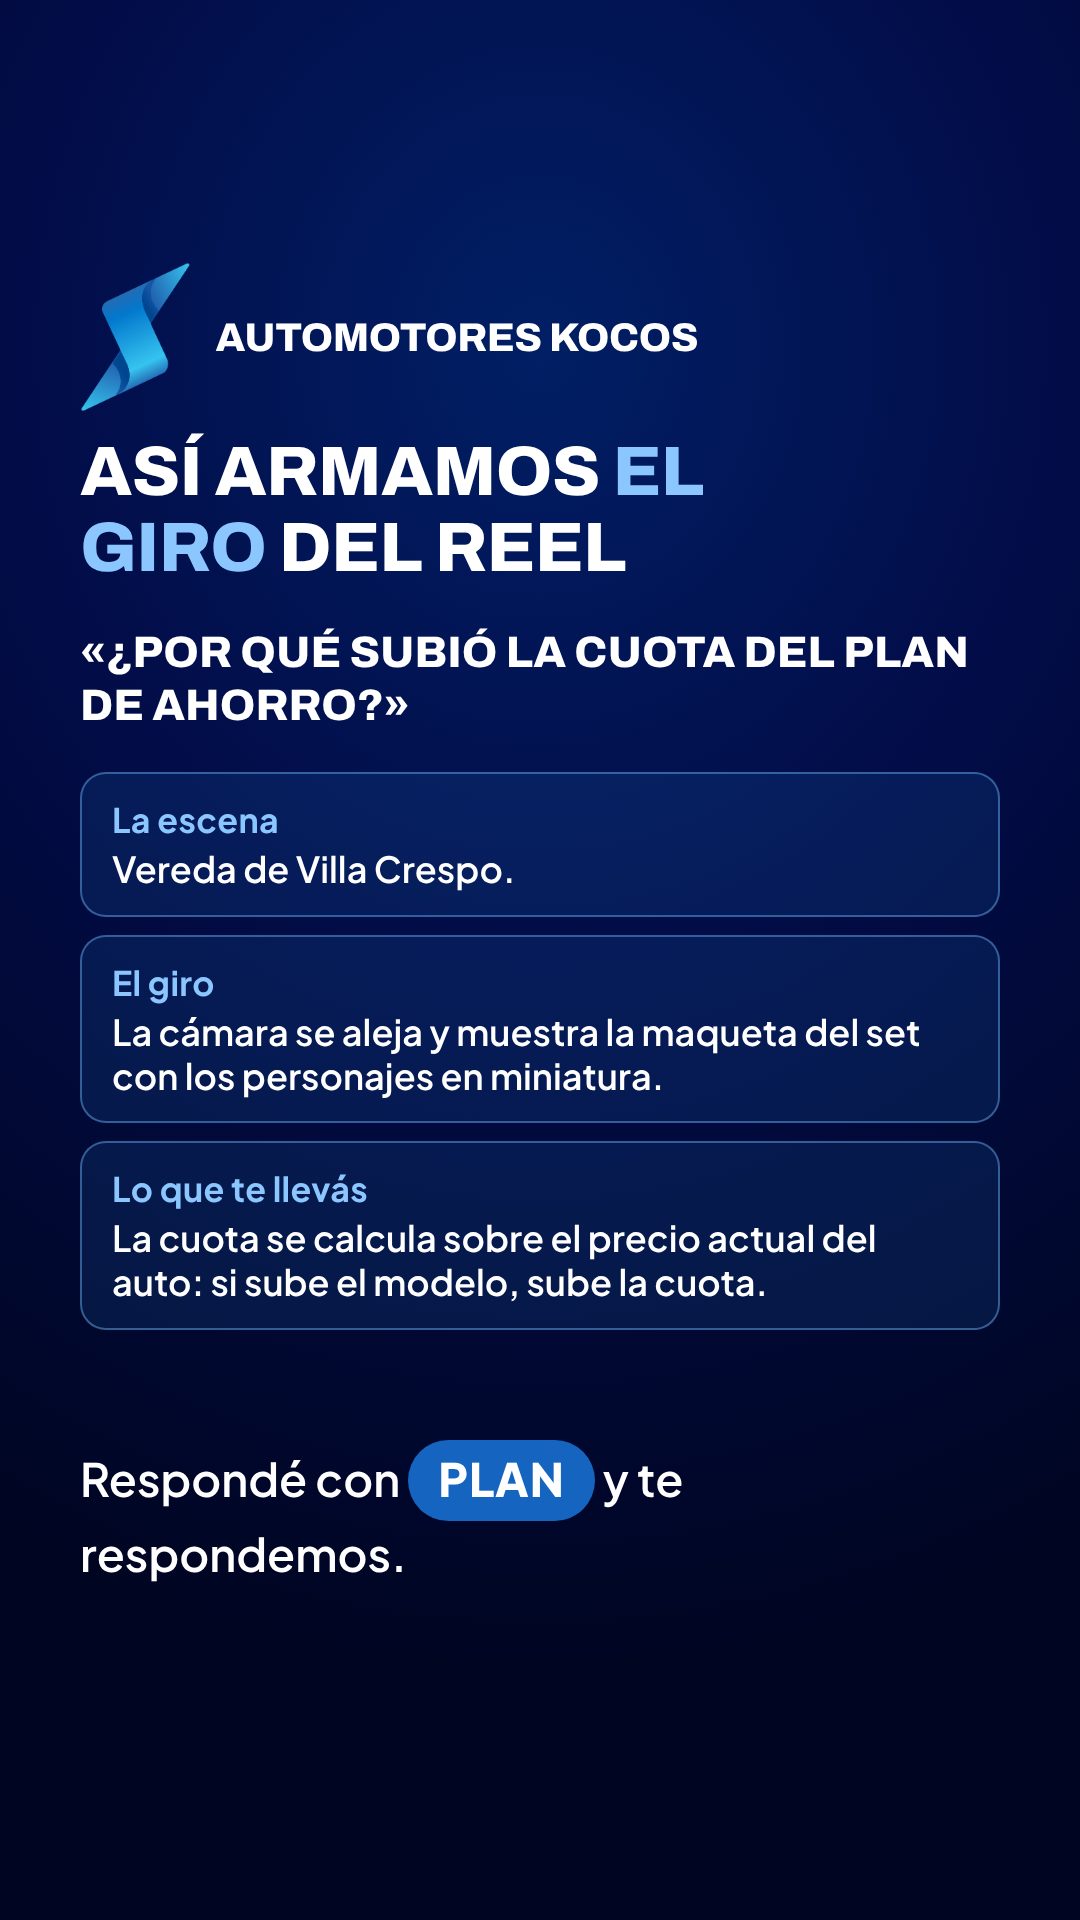 AUTOMOTORES KOCOS
ASÍ ARMAMOS EL
GIRO DEL REEL
«¿POR QUÉ SUBIÓ LA CUOTA DEL PLAN
DE AHORRO?»
La escena
Vereda de Villa Crespo.
El giro
La cámara se aleja y muestra la maqueta del set
con los personajes en miniatura.
Lo que te llevás
La cuota se calcula sobre el precio actual del
auto: si sube el modelo, sube la cuota.
Respondé con PLAN y te
respondemos.